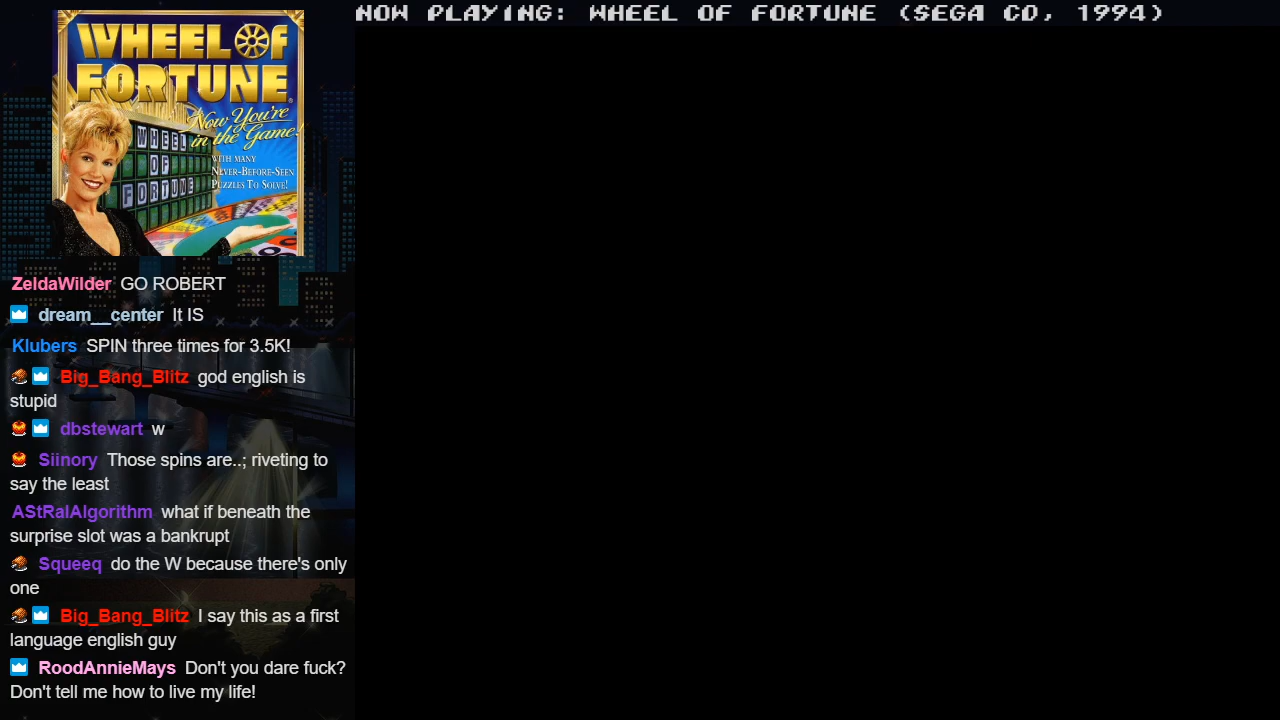 NOW PLAYING: WHEEL OF FORTUNE (SEGA CD, 1994)
WHEEL OF
FORTUNE
Now You're
in the Game!
WITH MANY
NEVER-BEFORE-SEEN
PUZZLES TO SOLVE!
WHEEL
OF
FORTUNE
ZeldaWilder GO ROBERT
dream__center It IS
Klubers SPIN three times for 3.5K!
Big_Bang_Blitz god english is
stupid
dbstewart w
Siinory Those spins are..; riveting to
say the least
AStRalAlgorithm what if beneath the
surprise slot was a bankrupt
Squeeq do the W because there's only
one
Big_Bang_Blitz I say this as a first
language english guy
RoodAnnieMays Don't you dare fuck?
Don't tell me how to live my life!